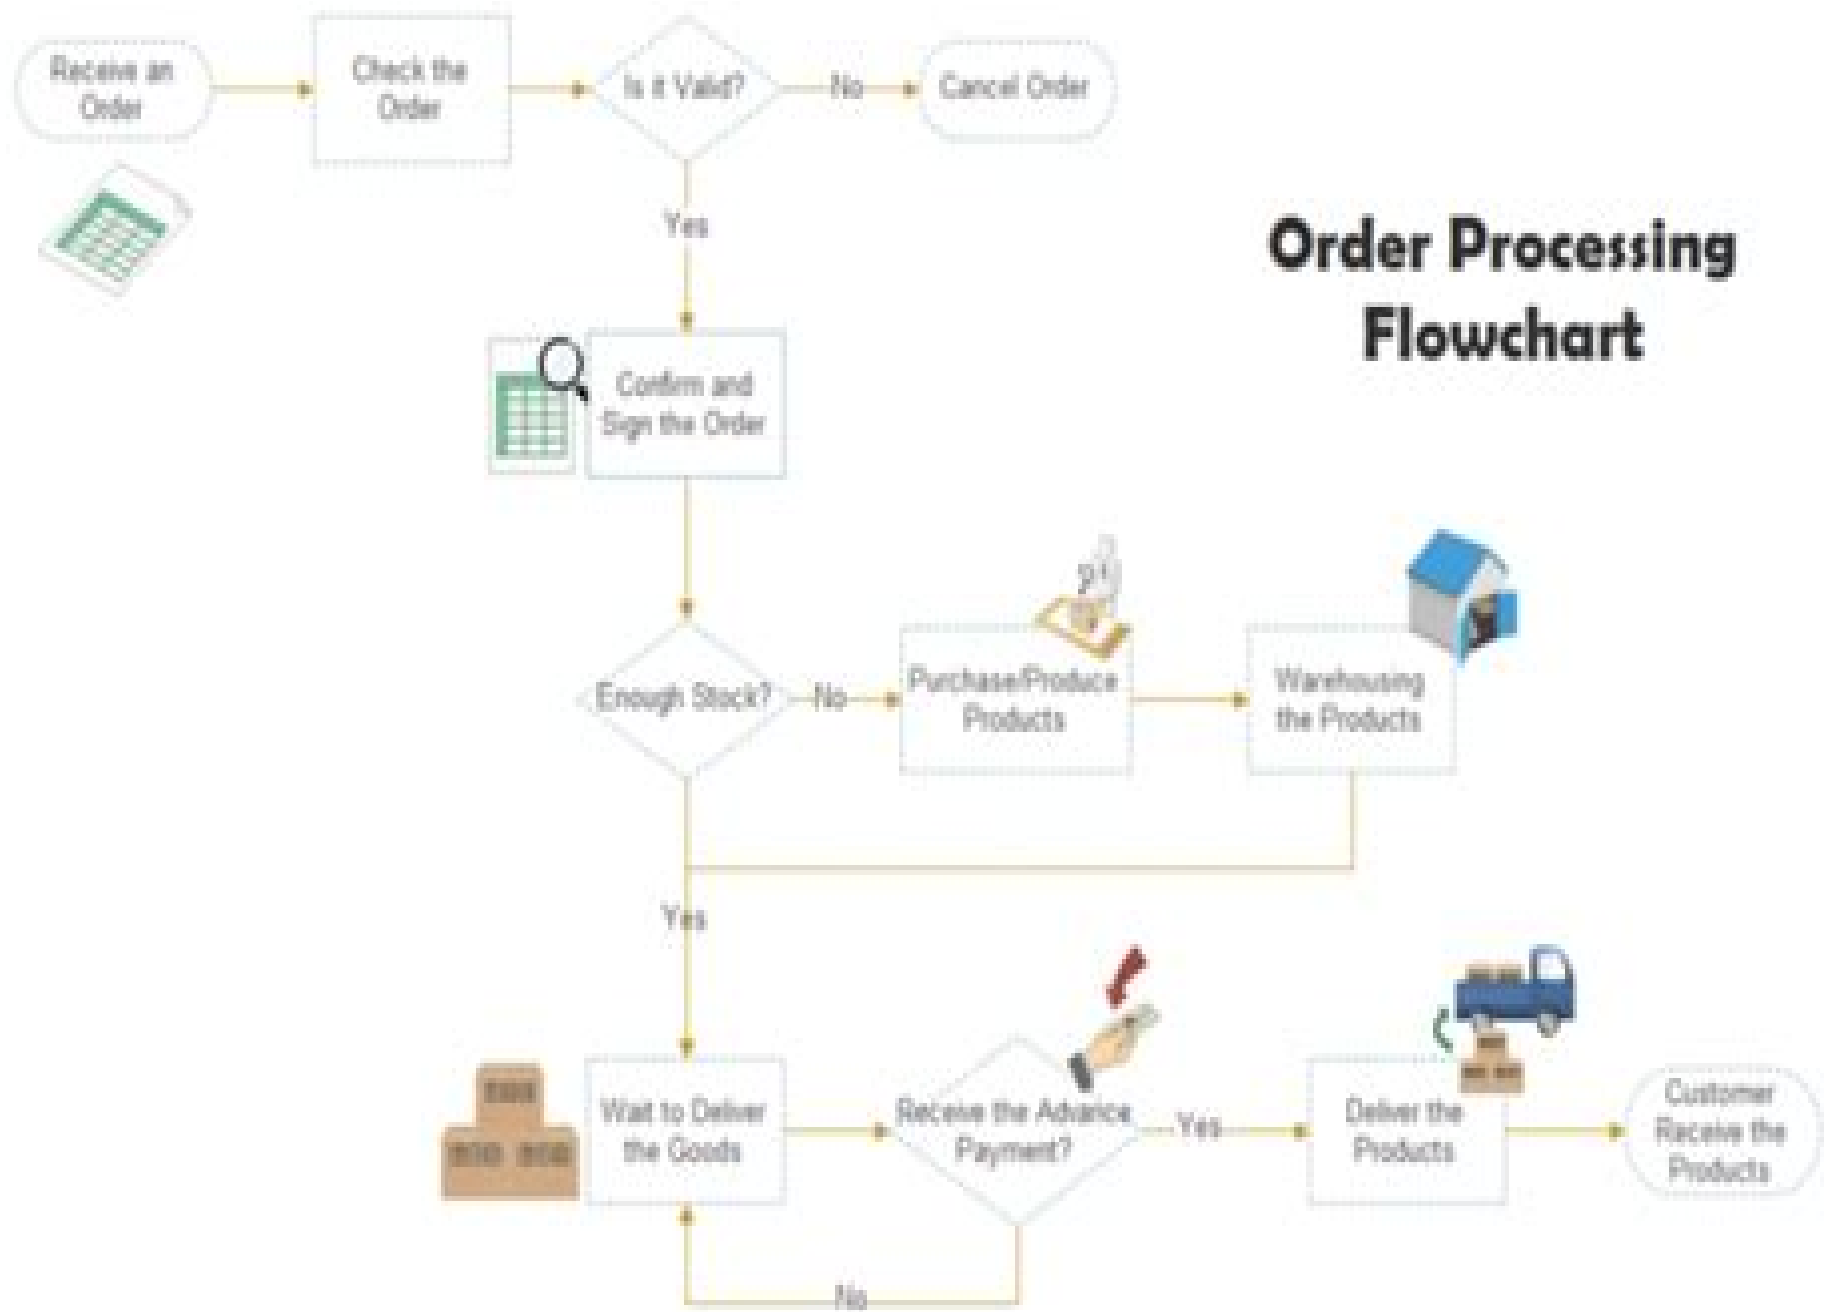 Receive an
Order
Check the
Order
Is it Valid?
No
Cancel Order
Yes
Order Processing
Flowchart
Confirm and
Sign the Order
Enough Stock?
No
Purchase/Produce
Products
Warehousing
the Products
Yes
Wait to Deliver
the Goods
Receive the Advance
Payment?
Yes
Deliver the
Products
Customer
Receive the
Products
No